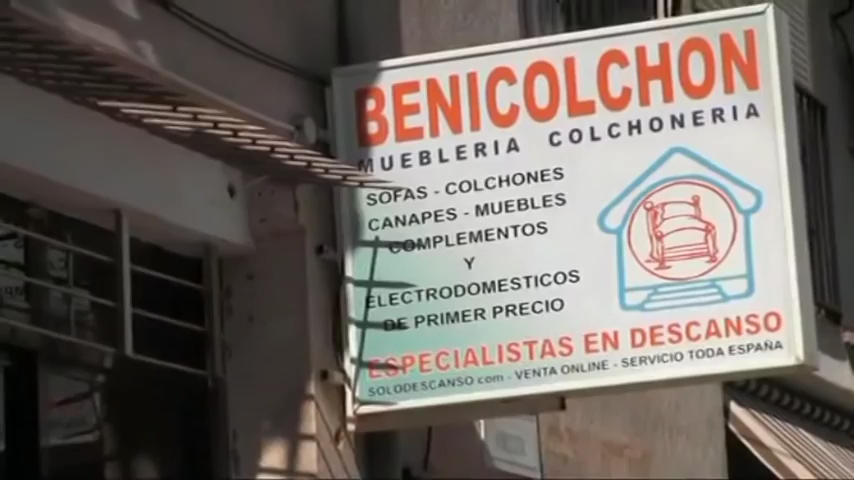 BENICOLCHON
MUEBLERIA COLCHONERIA
SOFAS - COLCHONES
CANAPES - MUEBLES
COMPLEMENTOS
Y
ELECTRODOMESTICOS
DE PRIMER PRECIO
ESPECIALISTAS EN DESCANSO
SOLODESCANSO com - VENTA ONLINE - SERVICIO TODA ESPAÑA